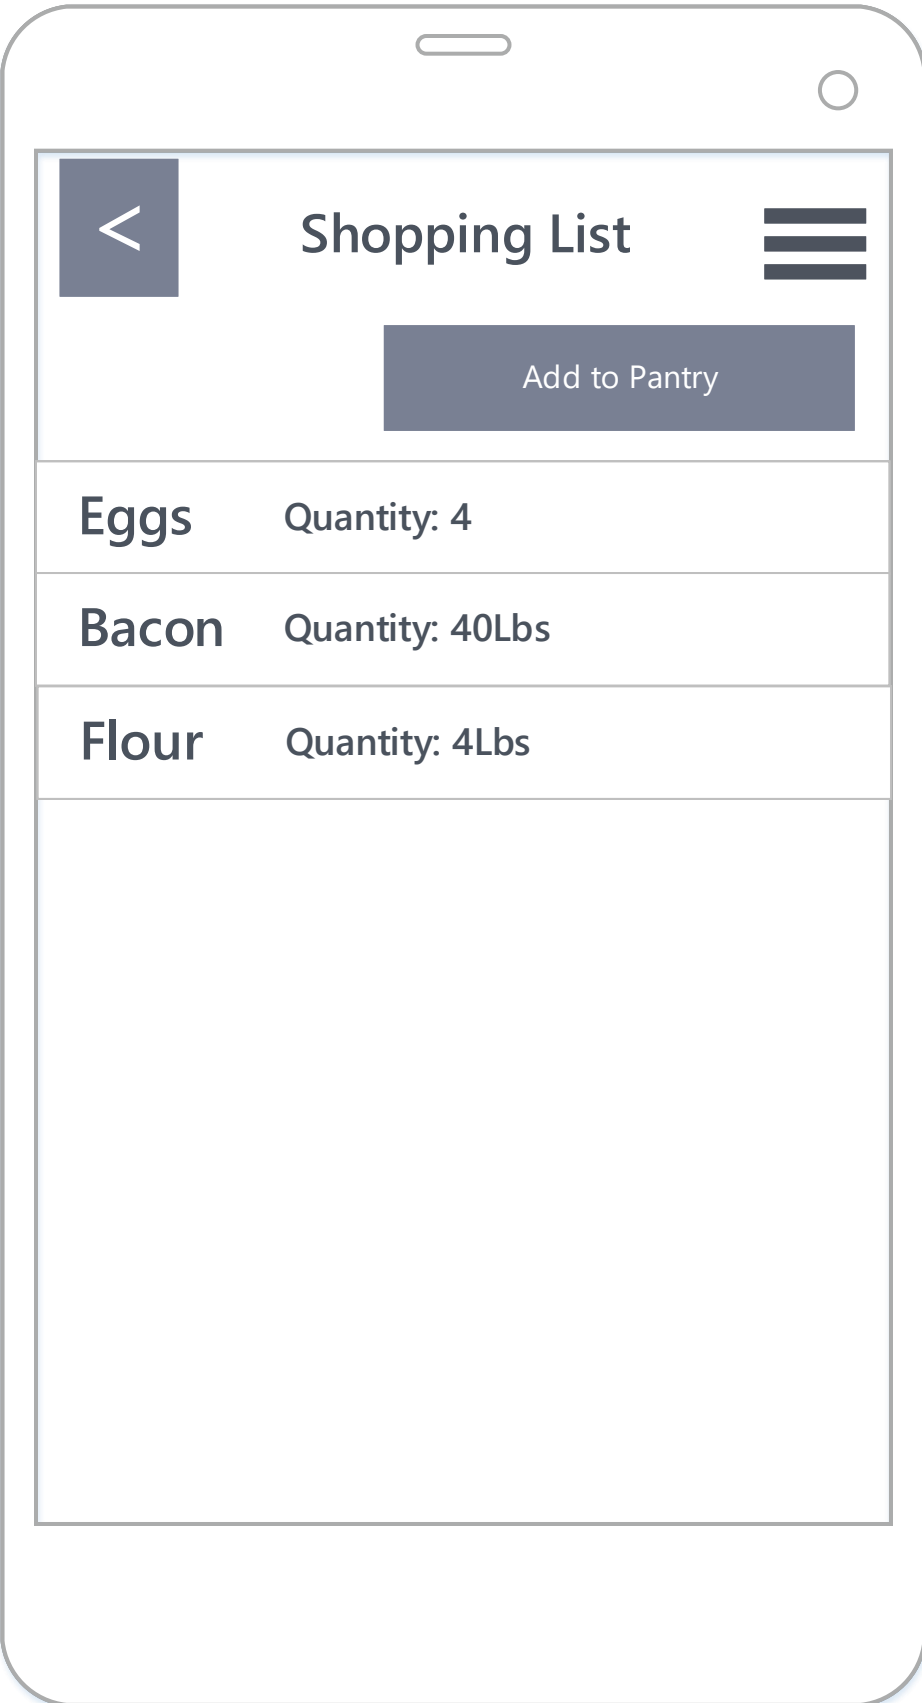 <
Shopping List
Add to Pantry
Eggs Quantity: 4
Bacon Quantity: 40Lbs
Flour Quantity: 4Lbs